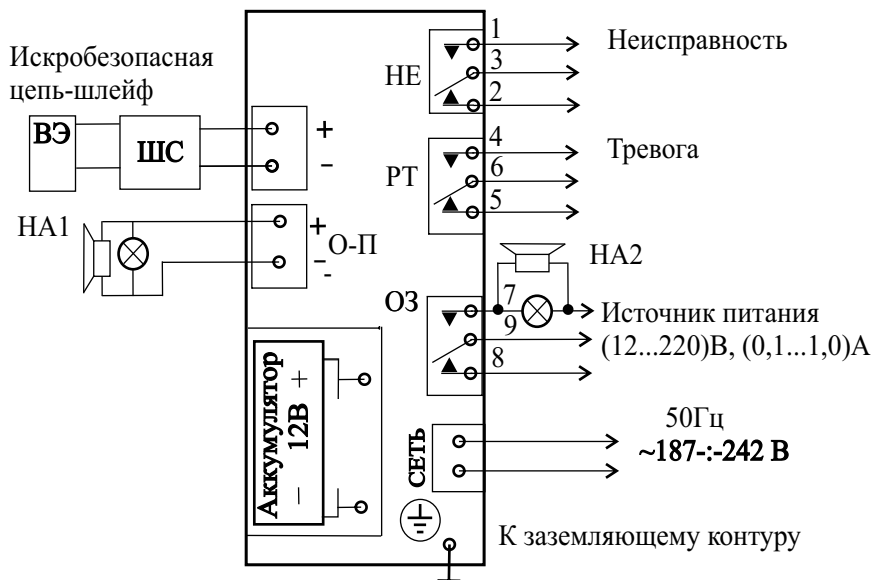 Искробезопасная
цепь-шлейф
ВЭ
ШС
+
–
НА1
+
О-П
–
-
Аккумулятор
12В
+
–
НЕ
1
3
2
Неисправность
РТ
4
6
5
Тревога
НА2
ОЗ
7
9
8
Источник питания
(12...220)В, (0,1...1,0)А
СЕТЬ
50Гц
~187-:-242 В
К заземляющему контуру